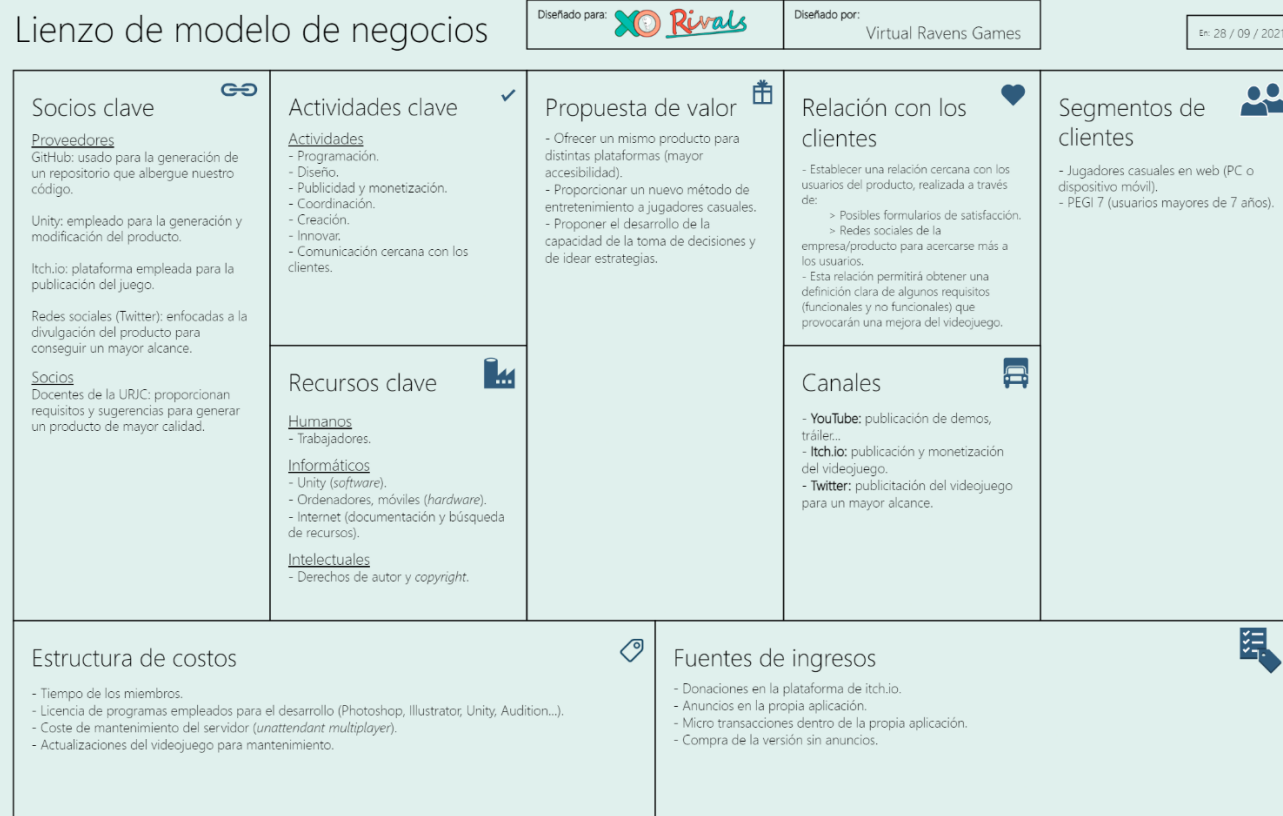 Lienzo de modelo de negocios
Diseñado para:
XO Rivals
Diseñado por:
Virtual Ravens Games
En: 28 / 09 / 2021
Socios clave
Proveedores
GitHub: usado para la generación de
un repositorio que albergue nuestro
código.
Unity: empleado para la generación y
modificación del producto.
Itch.io: plataforma empleada para la
publicación del juego.
Redes sociales (Twitter): enfocadas a la
divulgación del producto para
conseguir un mayor alcance.
Socios
Docentes de la URJC: proporcionan
requisitos y sugerencias para generar
un producto de mayor calidad.
Actividades clave
Actividades
- Programación.
- Diseño.
- Publicidad y monetización.
- Coordinación.
- Creación.
- Innovar.
- Comunicación cercana con los
clientes.
Recursos clave
Humanos
- Trabajadores.
Informáticos
- Unity (software).
- Ordenadores, móviles (hardware).
- Internet (documentación y búsqueda
de recursos).
Intelectuales
- Derechos de autor y copyright.
Propuesta de valor
- Ofrecer un mismo producto para
distintas plataformas (mayor
accesibilidad).
- Proporcionar un nuevo método de
entretenimiento a jugadores casuales.
- Proponer el desarrollo de la
capacidad de la toma de decisiones y
de idear estrategias.
Relación con los
clientes
- Establecer una relación cercana con los
usuarios del producto, realizada a través
de:
> Posibles formularios de satisfacción.
> Redes sociales de la
empresa/producto para acercarse más a
los usuarios.
- Esta relación permitirá obtener una
definición clara de algunos requisitos
(funcionales y no funcionales) que
provocarán una mejora del videojuego.
Canales
- YouTube: publicación de demos,
tráiler...
- Itch.io: publicación y monetización
del videojuego.
- Twitter: publicitación del videojuego
para un mayor alcance.
Segmentos de
clientes
- Jugadores casuales en web (PC o
dispositivo móvil).
- PEGI 7 (usuarios mayores de 7 años).
Estructura de costos
- Tiempo de los miembros.
- Licencia de programas empleados para el desarrollo (Photoshop, Illustrator, Unity, Audition...).
- Coste de mantenimiento del servidor (unattendant multiplayer).
- Actualizaciones del videojuego para mantenimiento.
Fuentes de ingresos
- Donaciones en la plataforma de itch.io.
- Anuncios en la propia aplicación.
- Micro transacciones dentro de la propia aplicación.
- Compra de la versión sin anuncios.